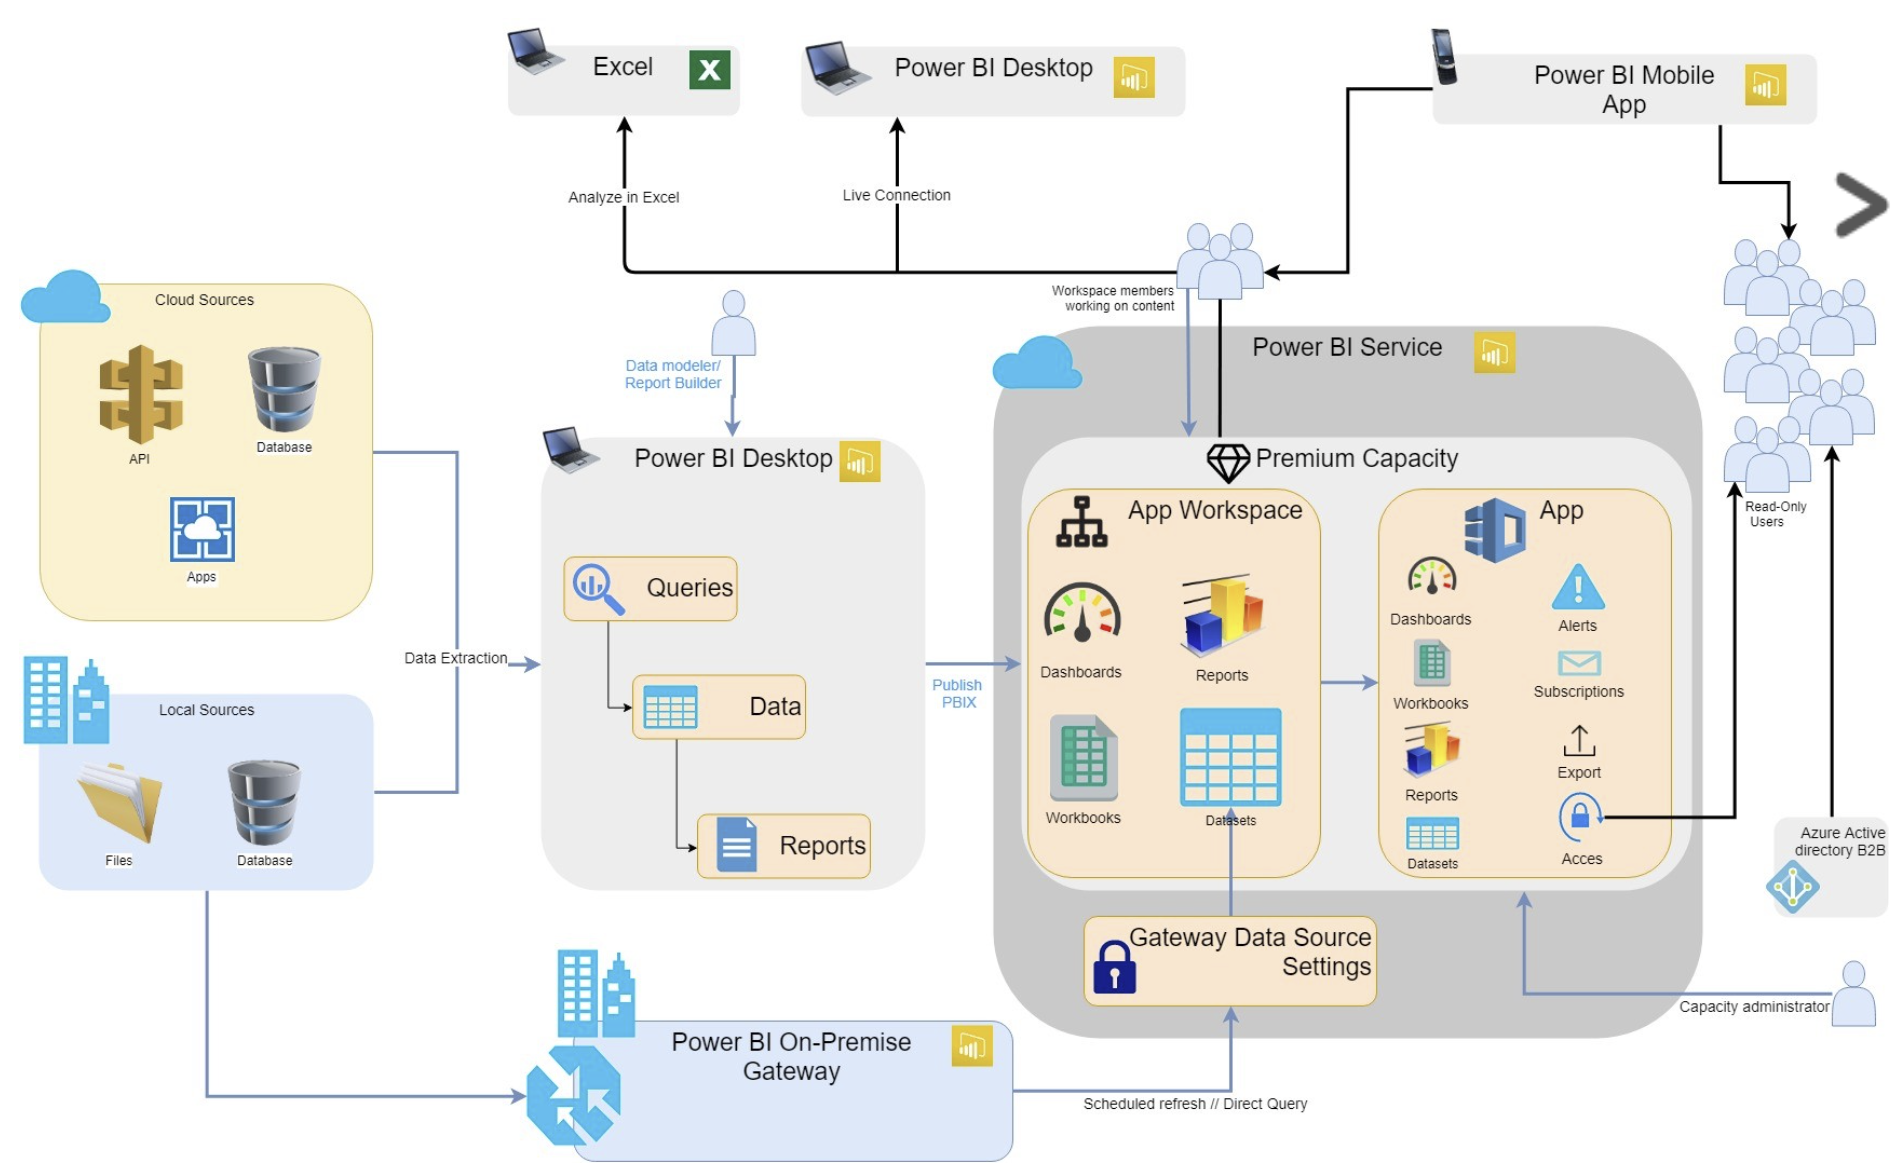 Excel
X
Power BI Desktop
Power BI Mobile
App
Analyze in Excel
Live Connection
Workspace members
working on content
Cloud Sources
API
Database
Apps
Data modeler/
Report Builder
Power BI Desktop
Queries
Data
Reports
Data Extraction
Local Sources
Files
Database
Publish
PBIX
Power BI Service
Premium Capacity
App Workspace
Dashboards
Reports
Workbooks
Datasets
App
Dashboards
Alerts
Workbooks
Subscriptions
Reports
Export
Datasets
Acces
Read-Only
Users
Azure Active
directory B2B
Gateway Data Source
Settings
Capacity administrator
Power BI On-Premise
Gateway
Scheduled refresh // Direct Query